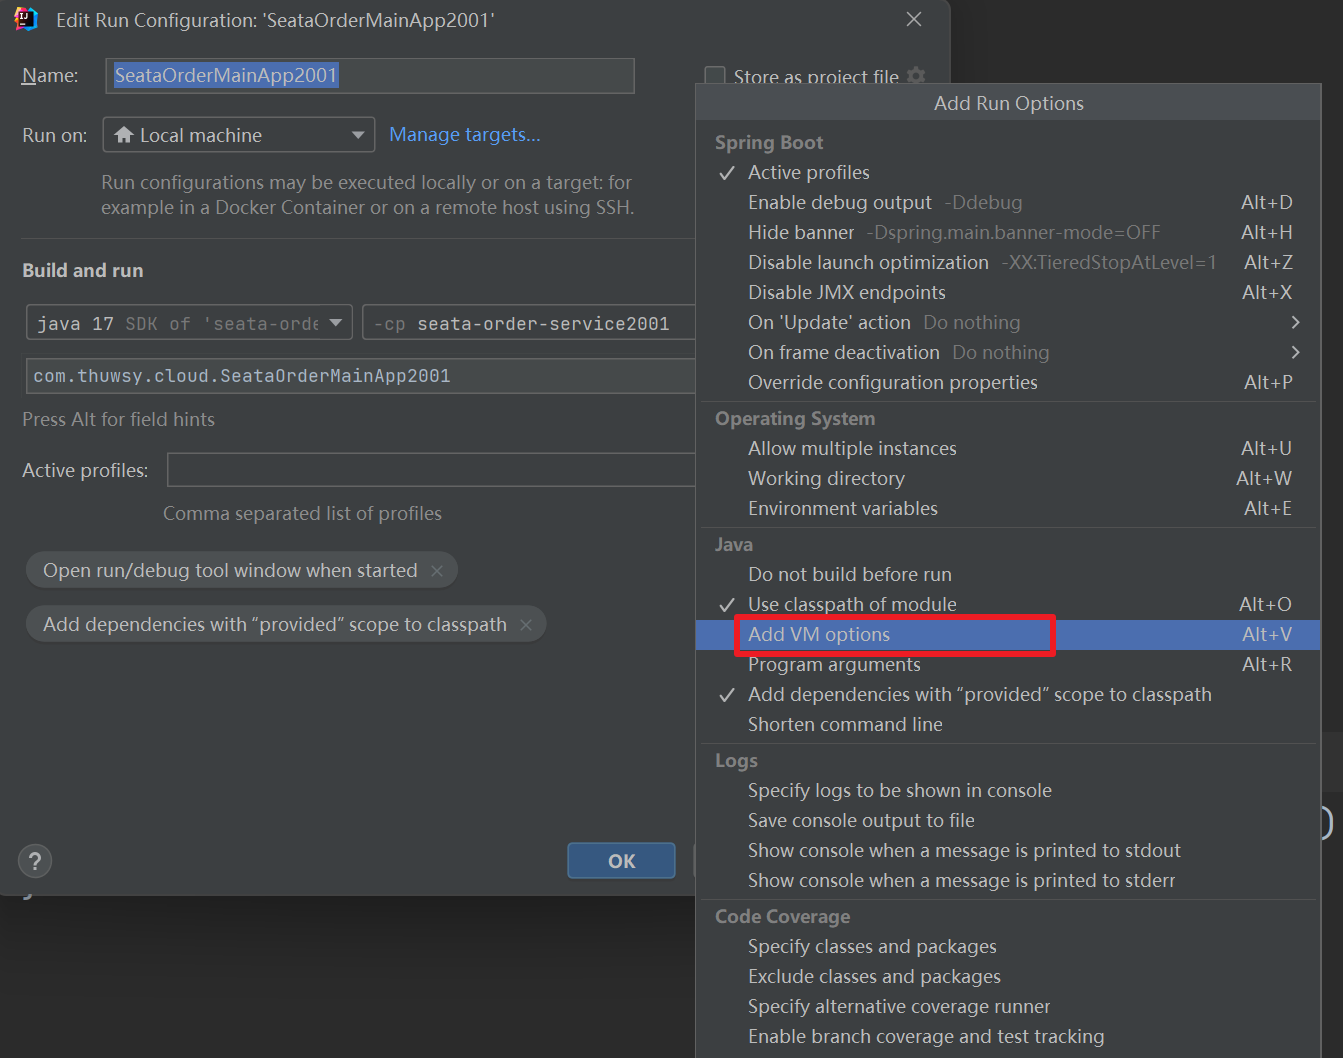 Edit Run Configuration: 'SeataOrderMainApp2001'
Name: SeataOrderMainApp2001
Store as project file
Run on: Local machine Manage targets...
Run configurations may be executed locally or on a target: for
example in a Docker Container or on a remote host using SSH.
Build and run
java 17 SDK of 'seata-orde -cp seata-order-service2001
com.thuwsy.cloud.SeataOrderMainApp2001
Press Alt for field hints
Active profiles:
Comma separated list of profiles
Open run/debug tool window when started
Add dependencies with “provided” scope to classpath
?
OK
Add Run Options
Spring Boot
Active profiles
Enable debug output -Ddebug Alt+D
Hide banner -Dspring.main.banner-mode=OFF Alt+H
Disable launch optimization -XX:TieredStopAtLevel=1 Alt+Z
Disable JMX endpoints Alt+X
On 'Update' action Do nothing
On frame deactivation Do nothing
Override configuration properties Alt+P
Operating System
Allow multiple instances Alt+U
Working directory Alt+W
Environment variables Alt+E
Java
Do not build before run
Use classpath of module Alt+O
Add VM options Alt+V
Program arguments Alt+R
Add dependencies with “provided” scope to classpath
Shorten command line
Logs
Specify logs to be shown in console
Save console output to file
Show console when a message is printed to stdout
Show console when a message is printed to stderr
Code Coverage
Specify classes and packages
Exclude classes and packages
Specify alternative coverage runner
Enable branch coverage and test tracking